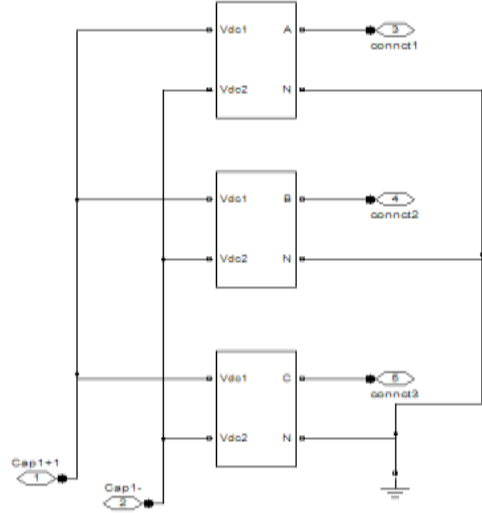 Vdc1 A 3
connct1
Vdc2 N
Vdc1 B 4
connct2
Vdc2 N
Vdc1 C 5
connct3
Vdc2 N
Cap1+1
1
Cap1-
2